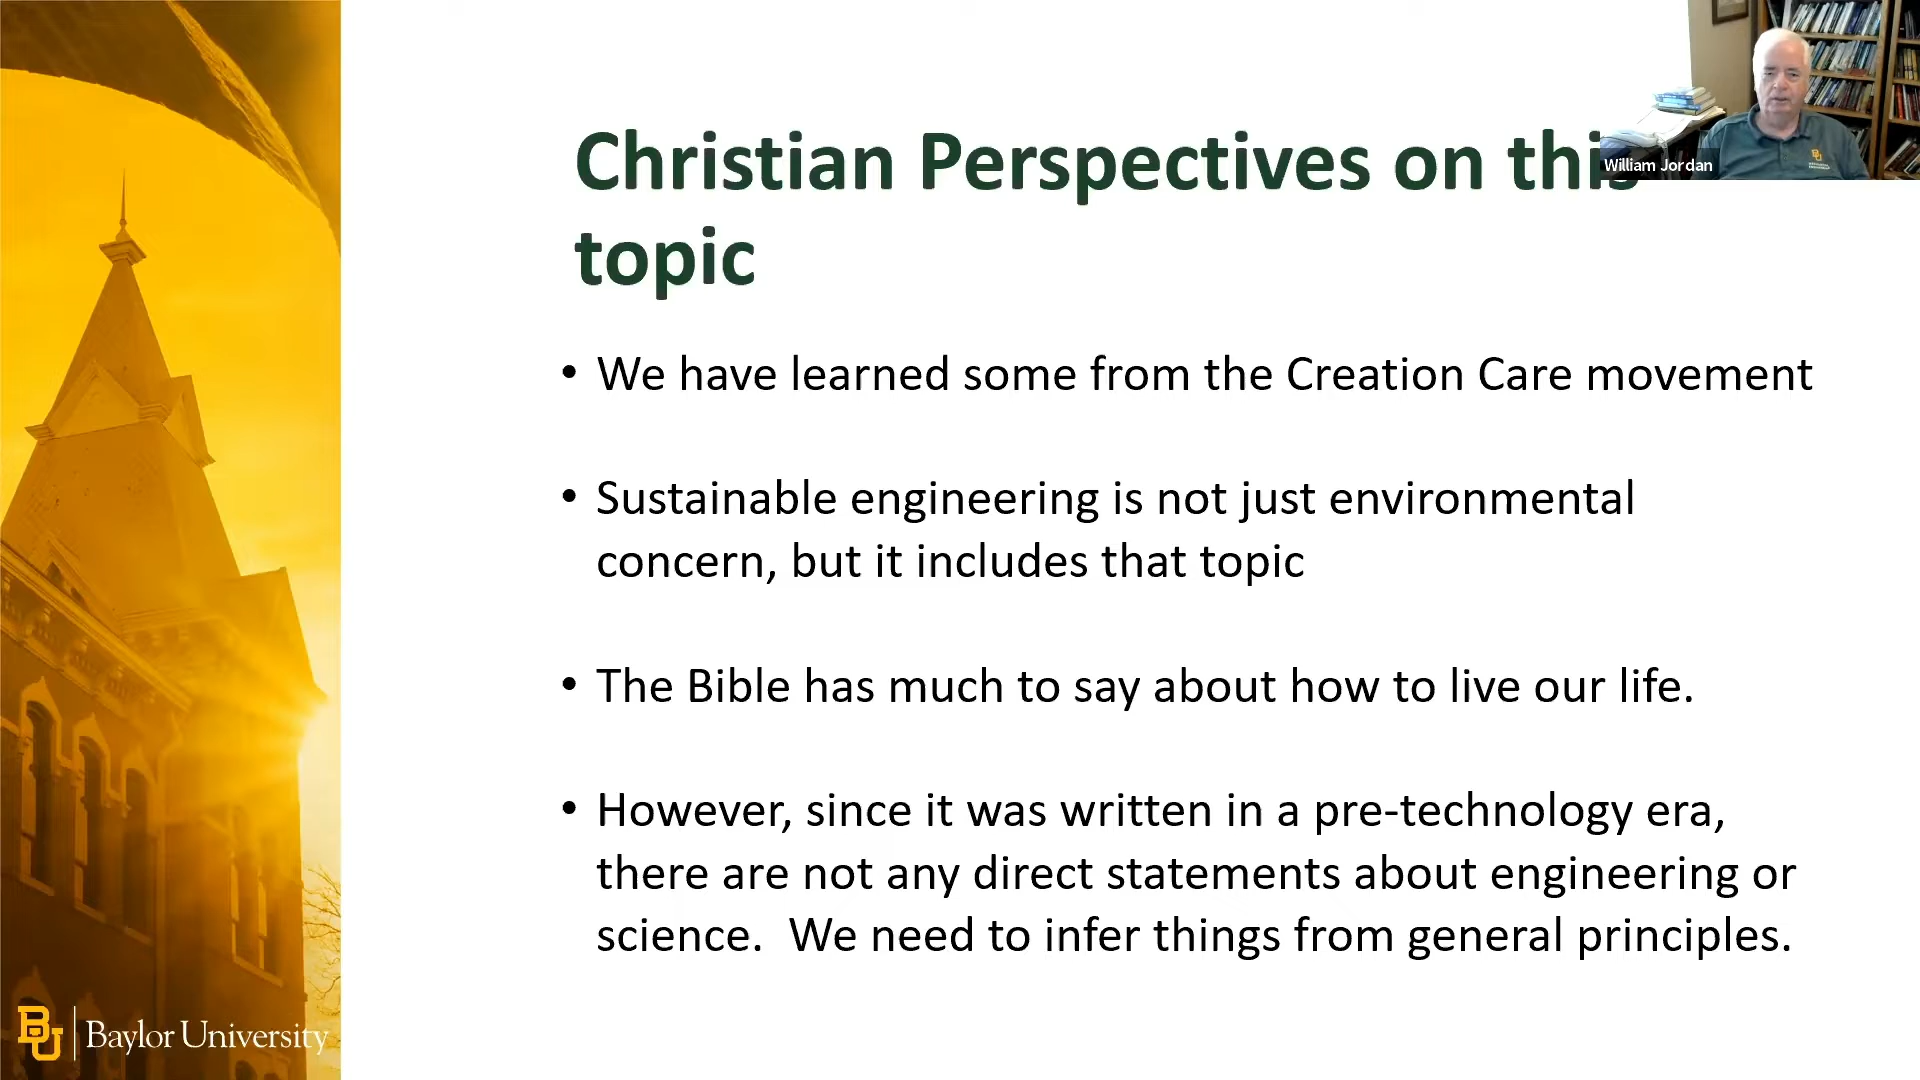 Christian Perspectives on this
topic
William Jordan
• We have learned some from the Creation Care movement
• Sustainable engineering is not just environmental
concern, but it includes that topic
• The Bible has much to say about how to live our life.
• However, since it was written in a pre-technology era,
there are not any direct statements about engineering or
science.  We need to infer things from general principles.
BU | Baylor University